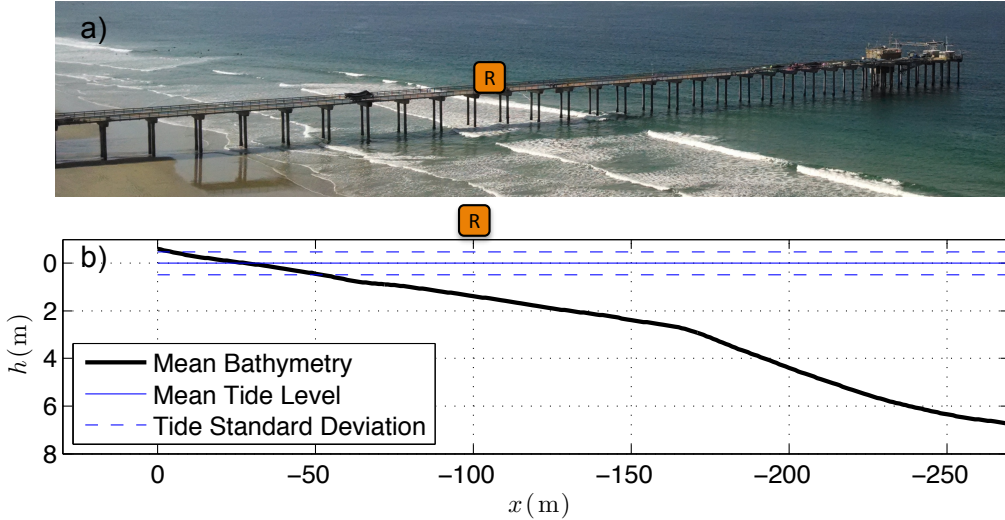 a)
R
R
b)
0
2
4
6
8
h(m)
Mean Bathymetry
Mean Tide Level
Tide Standard Deviation
0 −50 −100 −150 −200 −250
x(m)